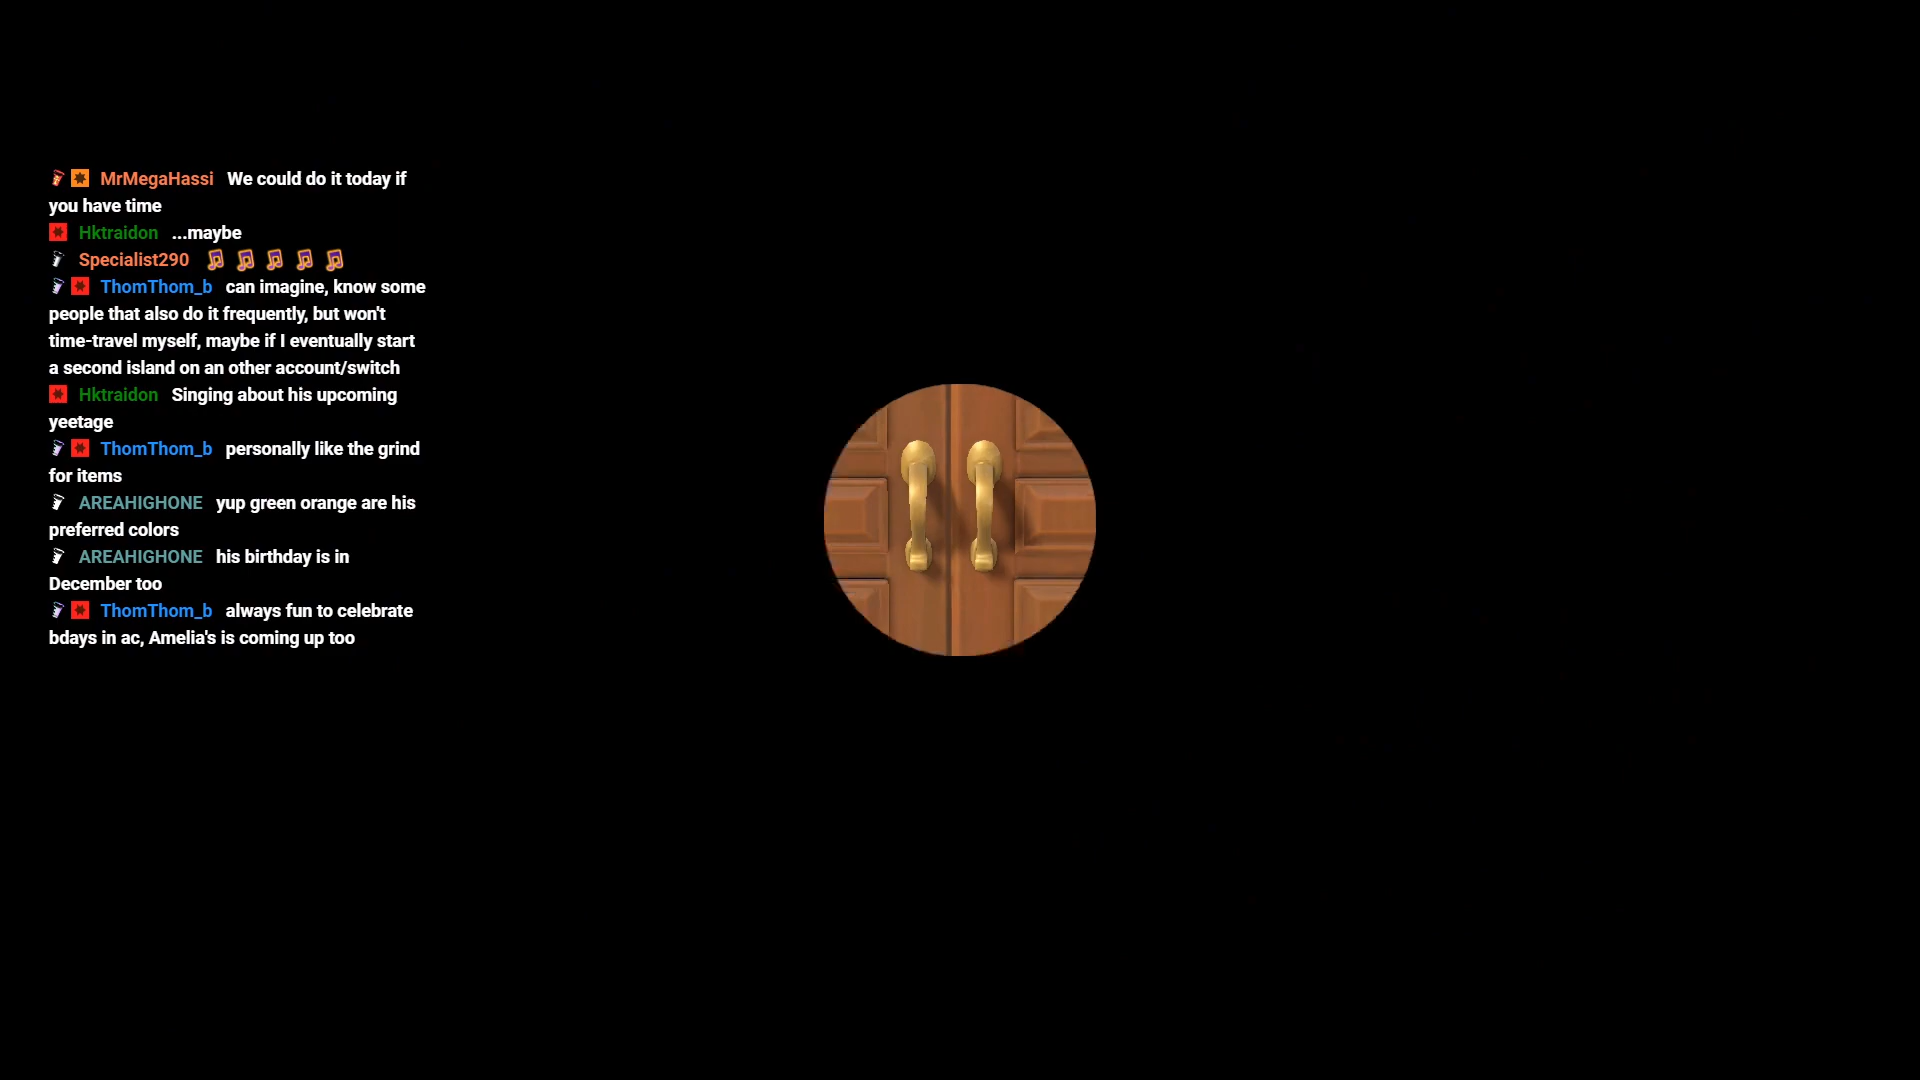 MrMegaHassi We could do it today if
you have time
Hktraidon ...maybe
Specialist290
ThomThom_b can imagine, know some
people that also do it frequently, but won't
time-travel myself, maybe if I eventually start
a second island on an other account/switch
Hktraidon Singing about his upcoming
yeetage
ThomThom_b personally like the grind
for items
AREAHIGHONE yup green orange are his
preferred colors
AREAHIGHONE his birthday is in
December too
ThomThom_b always fun to celebrate
bdays in ac, Amelia's is coming up too